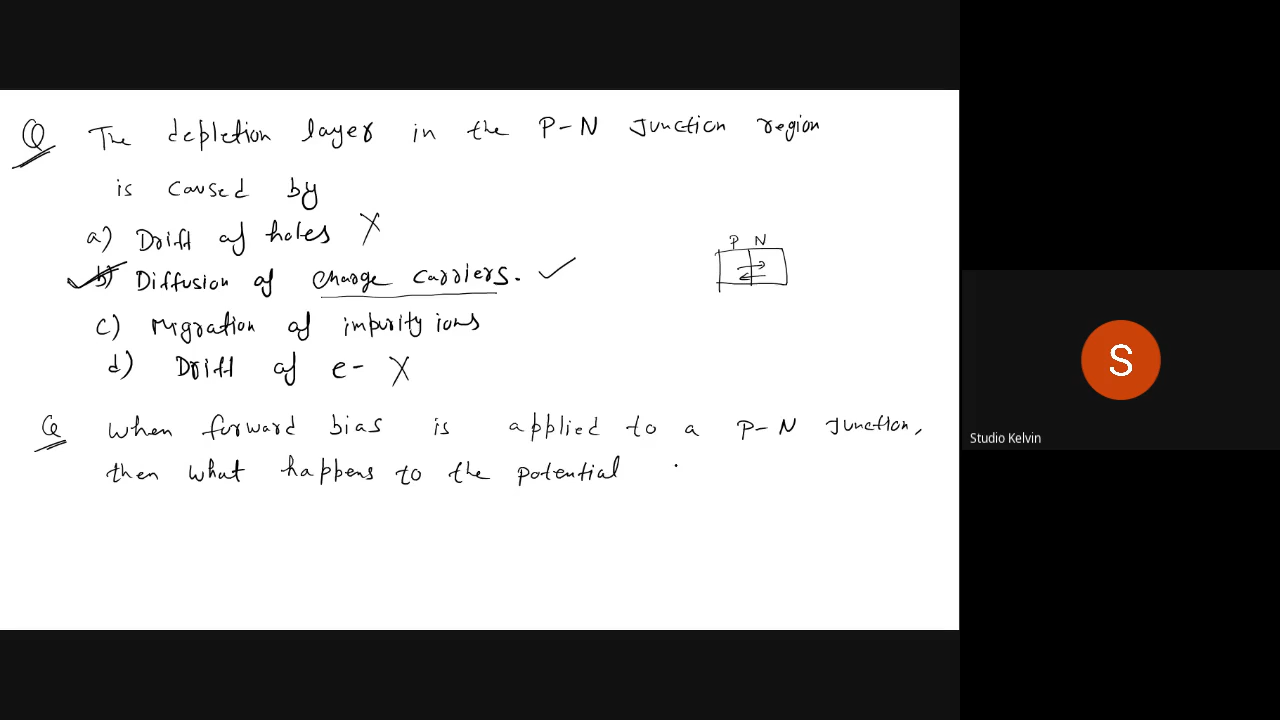 Q The depletion layer in the P-N Junction region
is caused by
a) Drift of holes X
P N
b) Diffusion of charge carriers. ✓
c) Migration of impurity ions
d) Drift of e- X
Q When forward bias is applied to a P-N Junction,
then what happens to the potential
S
Studio Kelvin